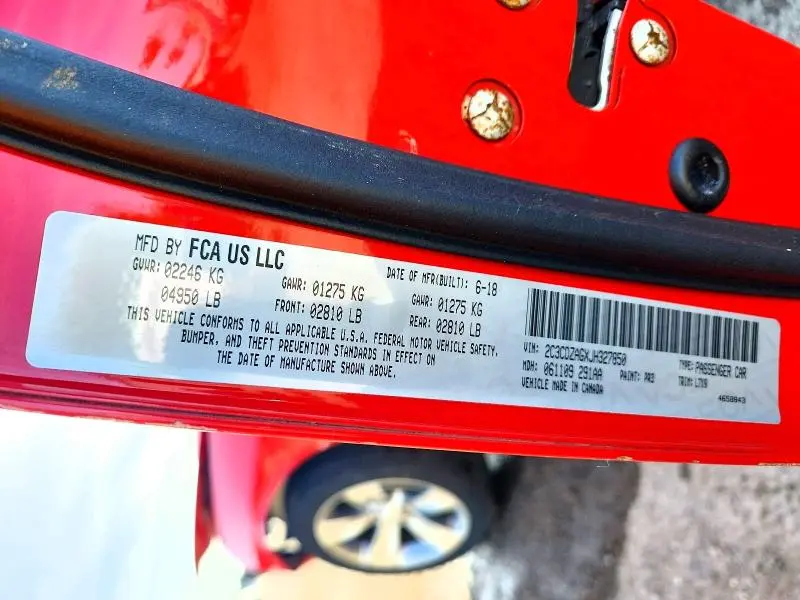 MFD BY FCA US LLC
DATE OF MFR(BUILT): 6-18
GVWR: 02246 KG
GAWR: 01275 KG
GAWR: 01275 KG
04950 LB
FRONT: 02810 LB
REAR: 02810 LB
THIS VEHICLE CONFORMS TO ALL APPLICABLE U.S.A. FEDERAL MOTOR VEHICLE SAFETY,
BUMPER, AND THEFT PREVENTION STANDARDS IN EFFECT ON
THE DATE OF MANUFACTURE SHOWN ABOVE.
VIN: 2C3CDZAGXJH327850
TYPE: PASSENGER CAR
MDH: 061109 291AA
PAINT: PR3
TRIM: L7X9
VEHICLE MADE IN CANADA
4658943